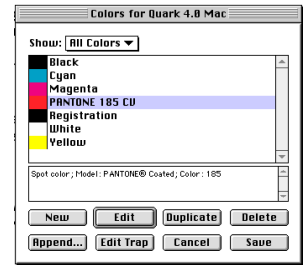 Colors for Quark 4.0 Mac
Show: All Colors
Black
Cyan
Magenta
PANTONE 185 CV
Registration
White
Yellow
Spot color; Model: PANTONE® Coated; Color: 185
New Edit Duplicate Delete
Append... Edit Trap Cancel Save